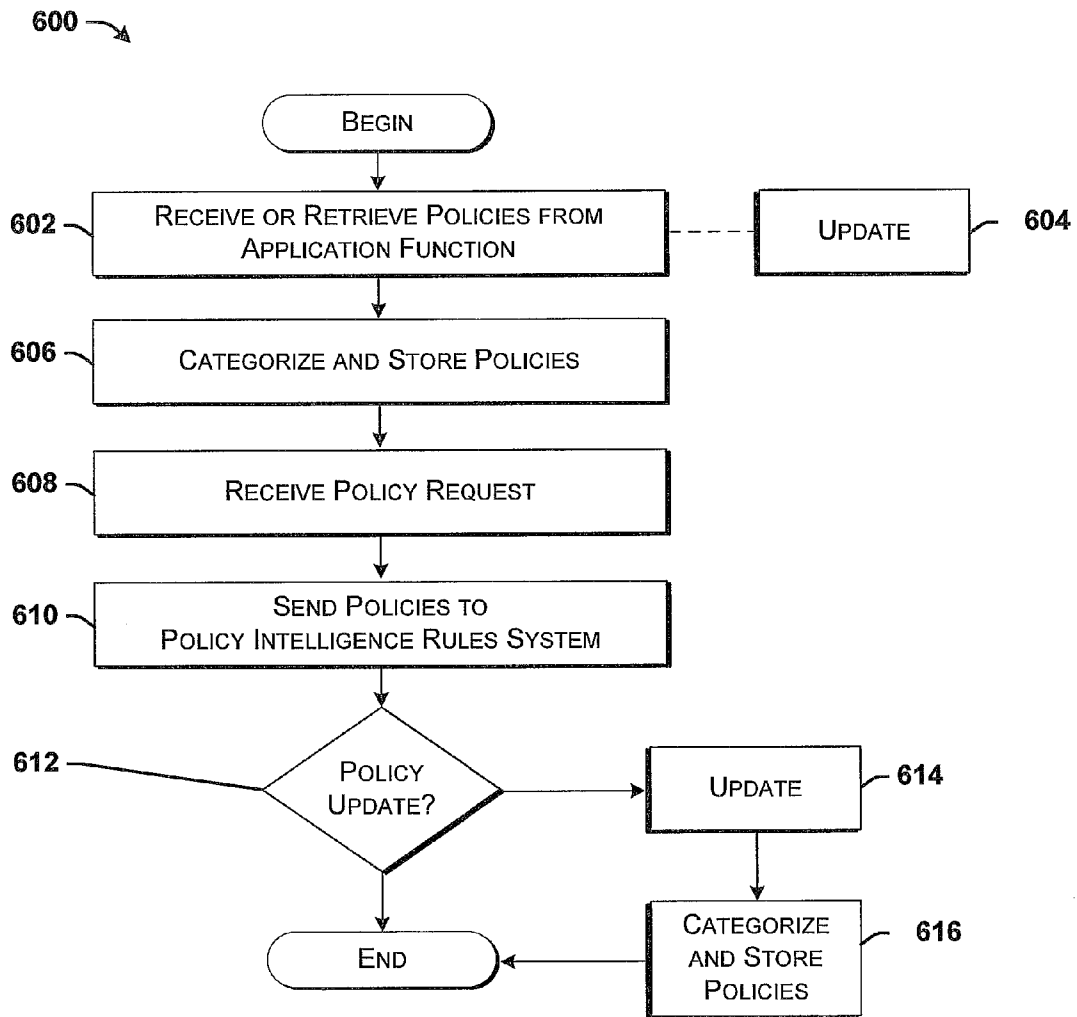 600
BEGIN
602
RECEIVE OR RETRIEVE POLICIES FROM
APPLICATION FUNCTION
UPDATE
604
606
CATEGORIZE AND STORE POLICIES
608
RECEIVE POLICY REQUEST
610
SEND POLICIES TO
POLICY INTELLIGENCE RULES SYSTEM
612
POLICY
UPDATE?
UPDATE
614
CATEGORIZE
AND STORE
POLICIES
616
END